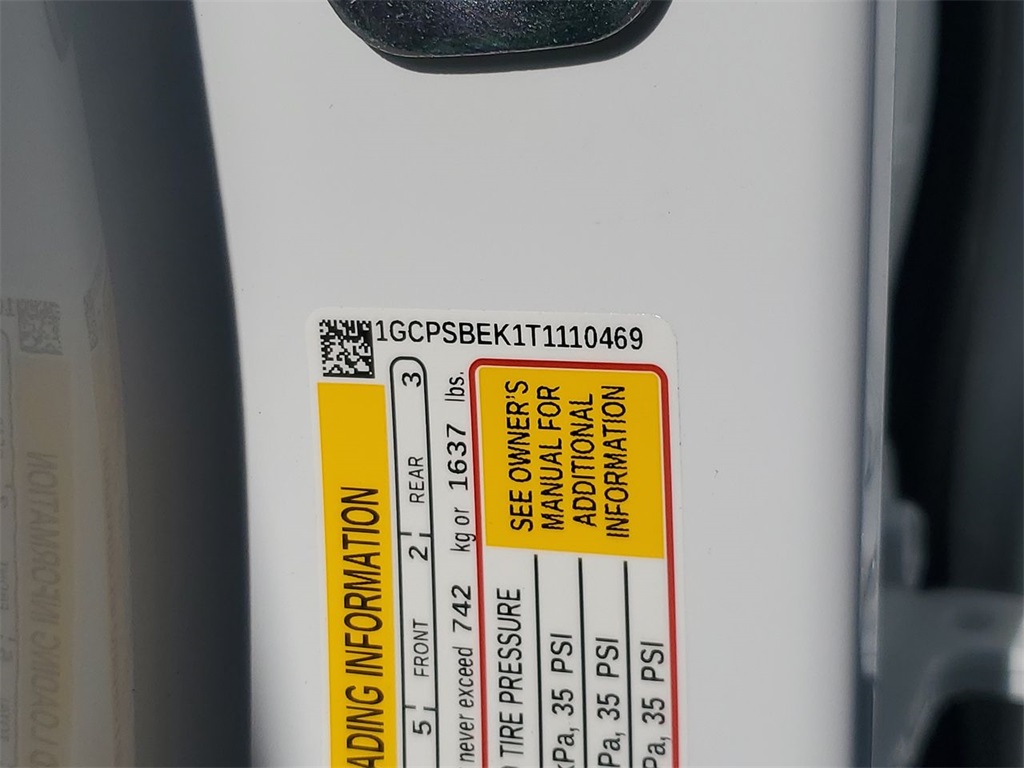 1GCPSBEK1T1110469
ADING INFORMATION
5 FRONT 2 REAR 3
never exceed 742 kg or 1637 lbs.
TIRE PRESSURE
SEE OWNER'S
MANUAL FOR
ADDITIONAL
INFORMATION
kPa, 35 PSI
Pa, 35 PSI
Pa, 35 PSI